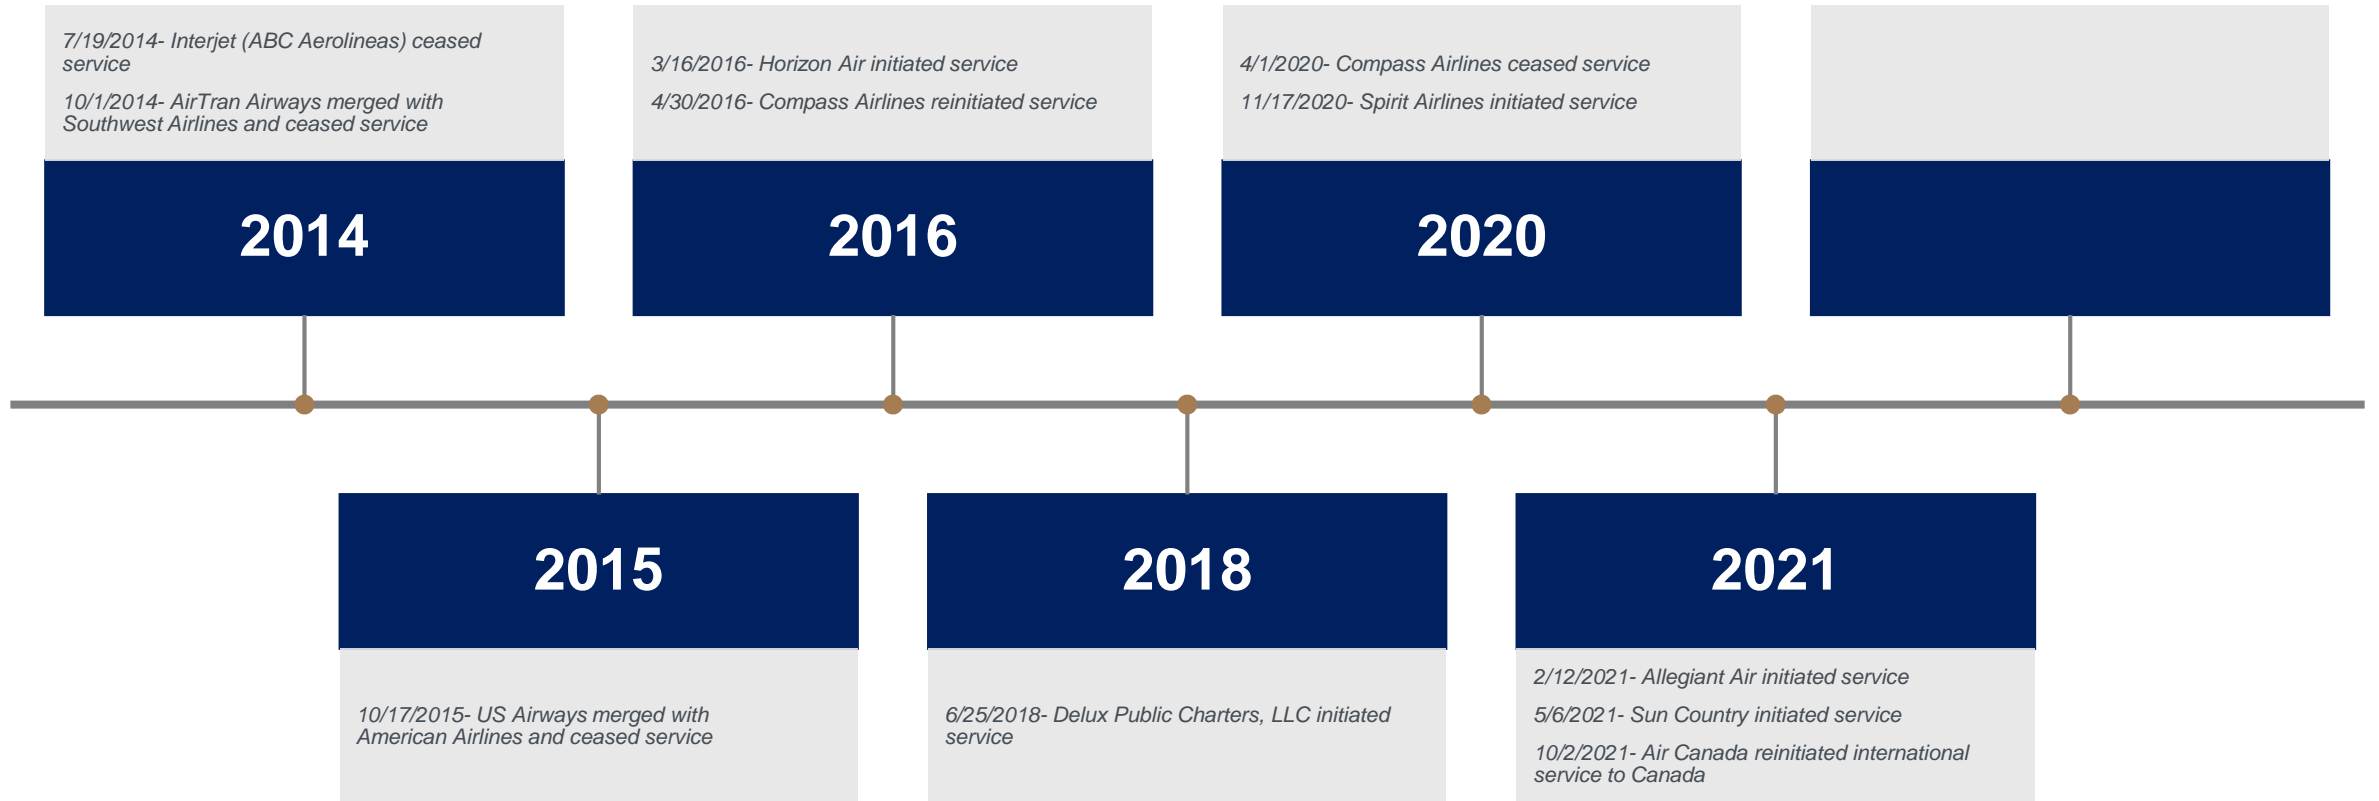 7/19/2014- Interjet (ABC Aerolineas) ceased
service
10/1/2014- AirTran Airways merged with
Southwest Airlines and ceased service
2014
10/17/2015- US Airways merged with
American Airlines and ceased service
2015
3/16/2016- Horizon Air initiated service
4/30/2016- Compass Airlines reinitiated service
2016
6/25/2018- Delux Public Charters, LLC initiated
service
2018
4/1/2020- Compass Airlines ceased service
11/17/2020- Spirit Airlines initiated service
2020
2021
2/12/2021- Allegiant Air initiated service
5/6/2021- Sun Country initiated service
10/2/2021- Air Canada reinitiated international
service to Canada